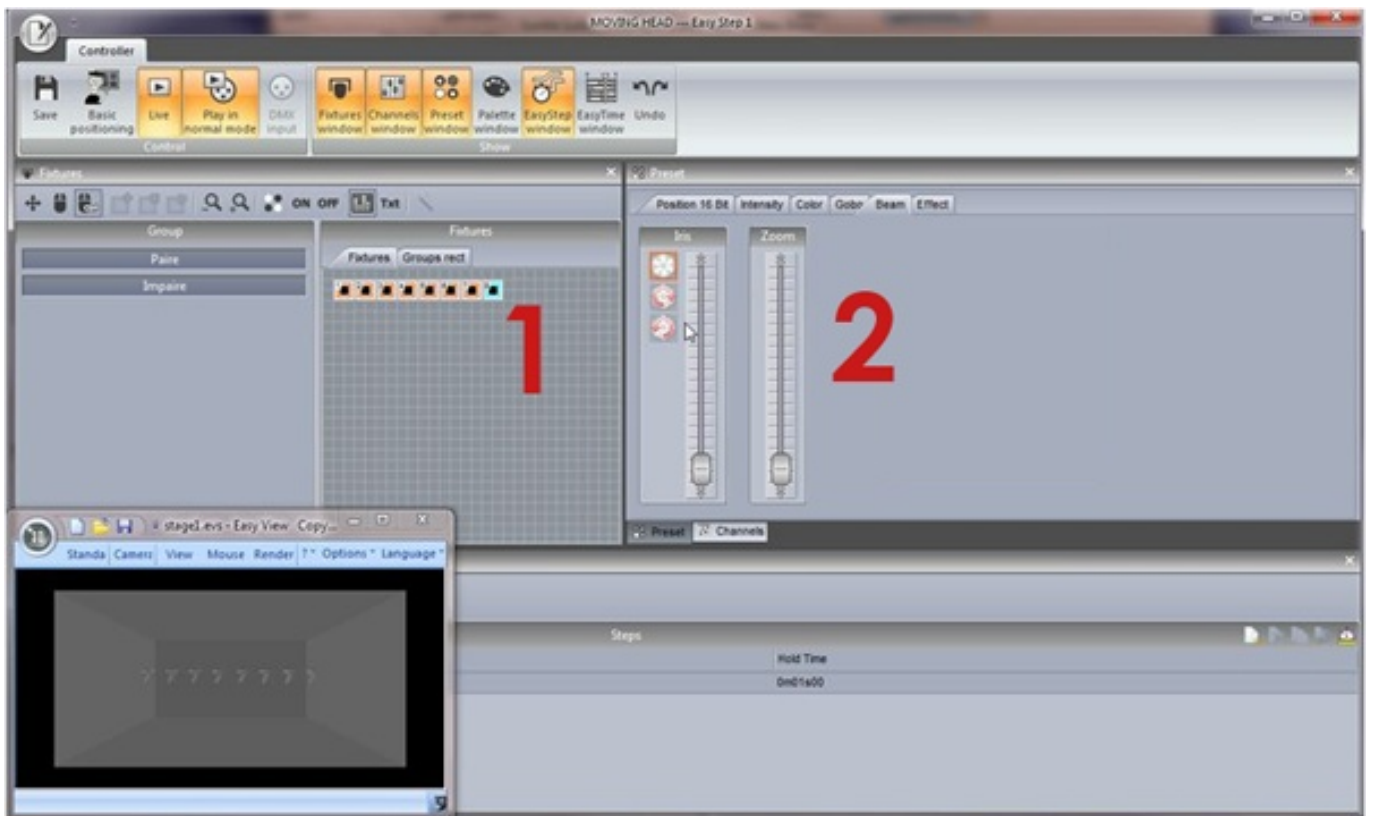 MOVING HEAD --- Easy Step 1
Controller
Save
Basic positioning
Live
Play in normal mode
DMX input
Fixtures window
Channels window
Preset window
Palette window
EasyStep window
EasyTime window
Undo
Control
Show
Fixtures
Preset
ON OFF Txt
Position 16 Bit Intensity Color Gobo Beam Effect
Group
Fixtures
Iris
Zoom
Paire
Fixtures Groups rect
Impaire
1
2
stage1.evs - Easy View Copy...
Preset Channels
Standa Camera View Mouse Render ? Options Language
Steps
Hold Time
0m01s00